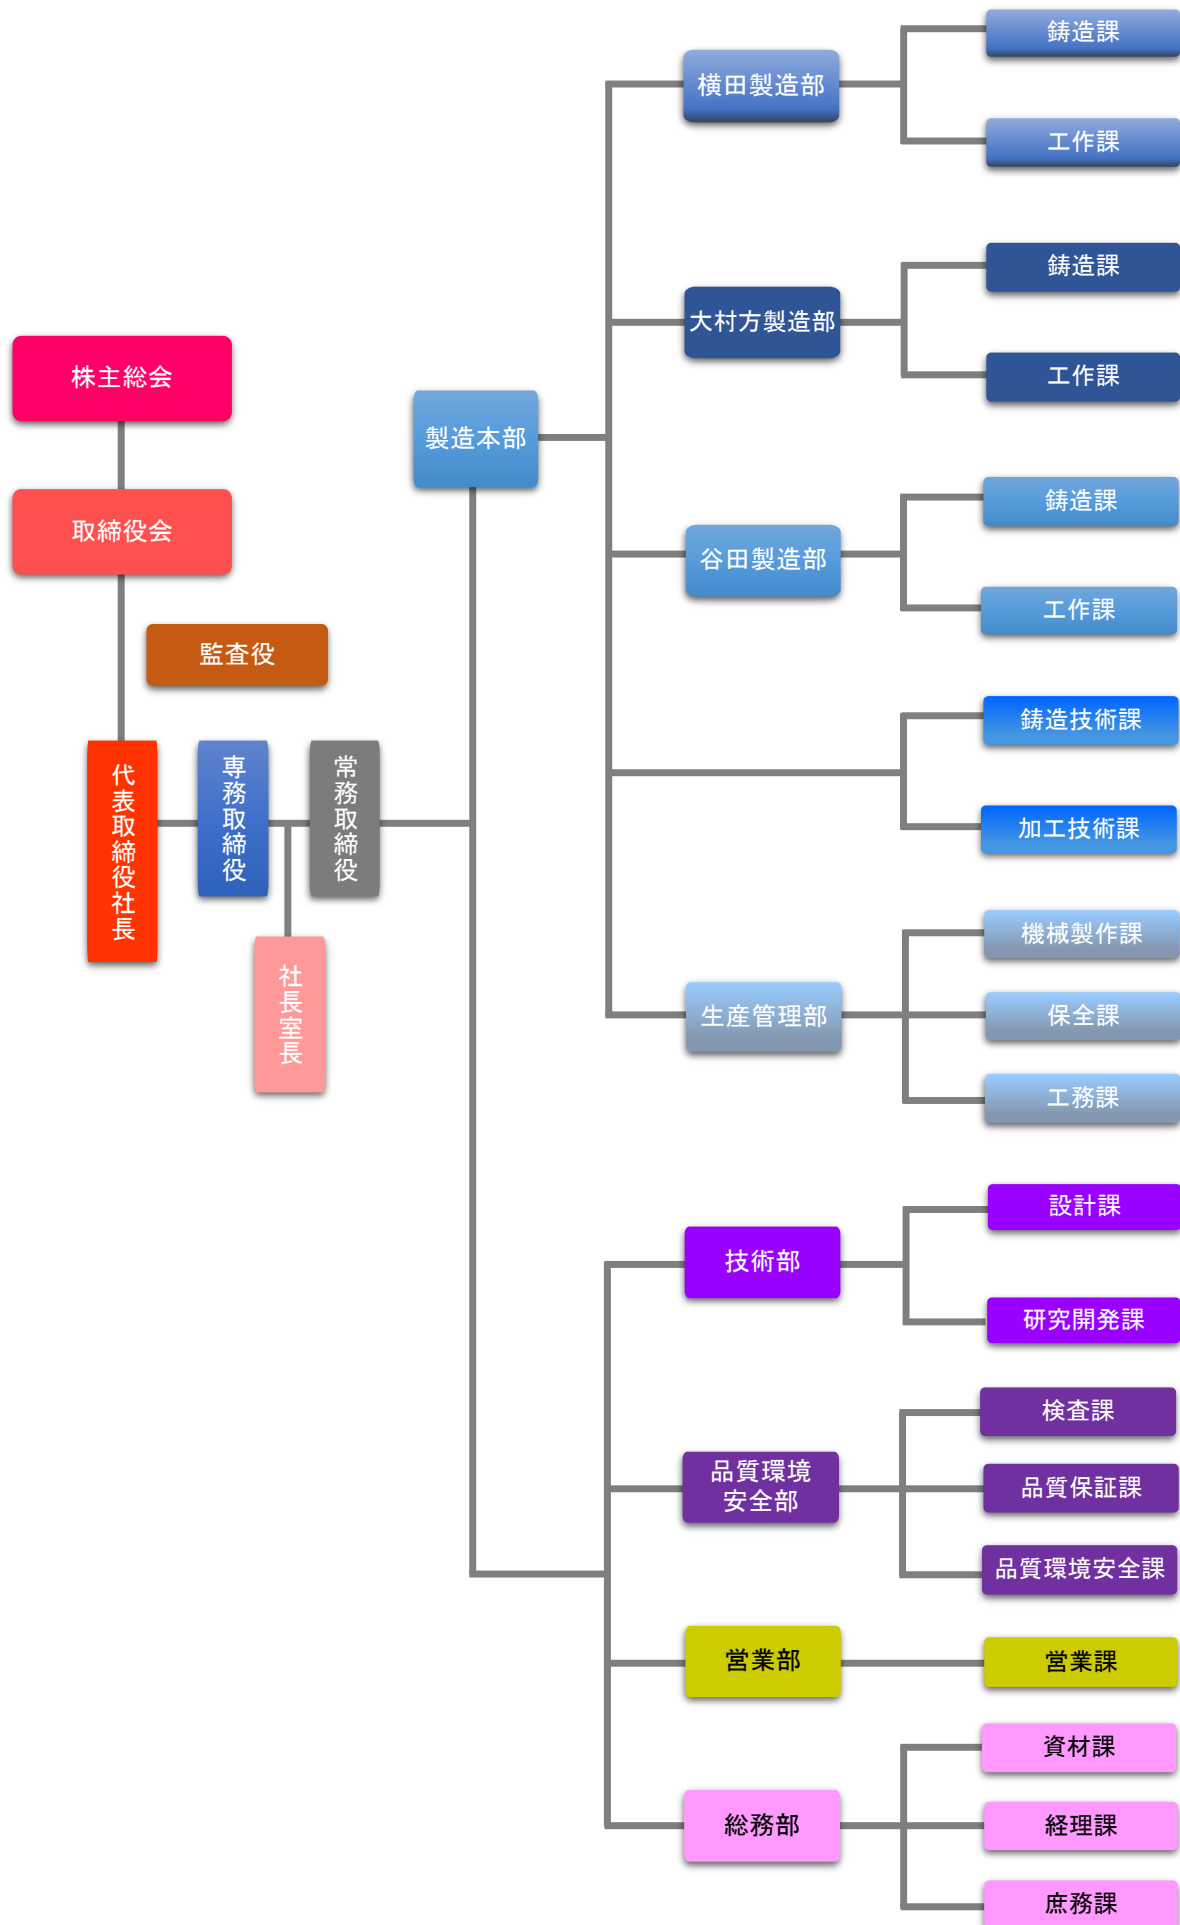 株主総会
取締役会
監査役
代表取締役社長
専務取締役
常務取締役
社長室長
製造本部
横田製造部
鋳造課
工作課
大村方製造部
鋳造課
工作課
谷田製造部
鋳造課
工作課
鋳造技術課
加工技術課
生産管理部
機械製作課
保全課
工務課
技術部
設計課
研究開発課
品質環境
安全部
検査課
品質保証課
品質環境安全課
営業部
営業課
総務部
資材課
経理課
庶務課